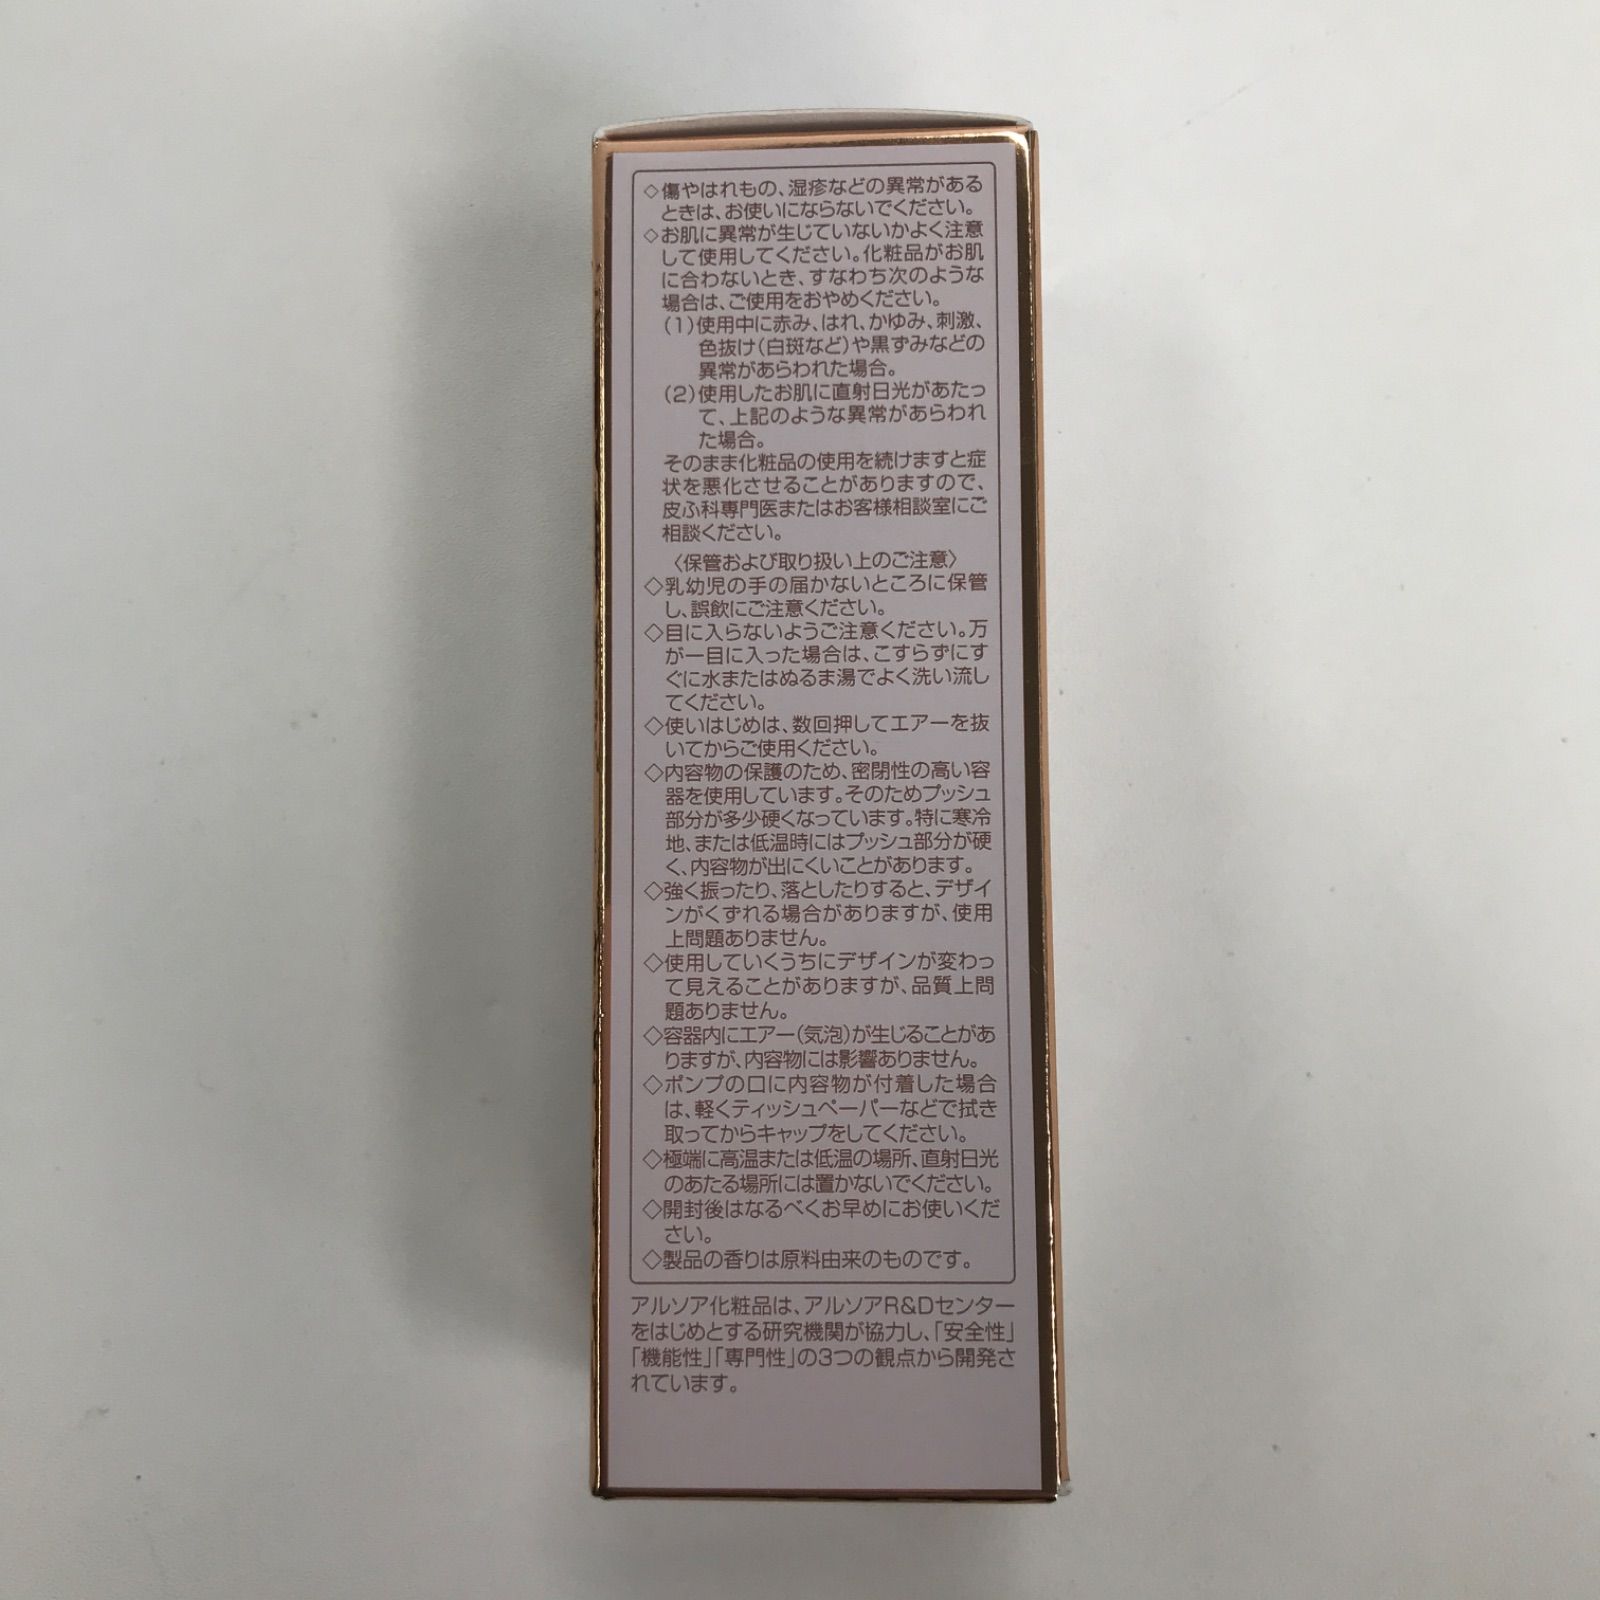 ◇傷やはれもの、湿疹などの異常がある
ときは、お使いにならないでください。
◇お肌に異常が生じていないかよく注意
して使用してください。化粧品がお肌
に合わないとき、すなわち次のような
場合は、ご使用をおやめください。
(1)使用中に赤み、はれ、かゆみ、刺激、
色抜け(白斑など)や黒ずみなどの
異常があらわれた場合。
(2)使用したお肌に直射日光があたっ
て、上記のような異常があらわれ
た場合。
そのまま化粧品の使用を続けますと症
状を悪化させることがありますので、
皮ふ科専門医またはお客様相談室にご
相談ください。
〈保管および取り扱い上のご注意〉
◇乳幼児の手の届かないところに保管
し、誤飲にご注意ください。
◇目に入らないようご注意ください。万
が一目に入った場合は、こすらずにす
ぐに水またはぬるま湯でよく洗い流し
てください。
◇使いはじめは、数回押してエアーを抜
いてからご使用ください。
◇内容物の保護のため、密閉性の高い容
器を使用しています。そのためプッシュ
部分が多少硬くなっています。特に寒冷
地、または低温時にはプッシュ部分が硬
く、内容物が出にくいことがあります。
◇強く振ったり、落としたりすると、デザイ
ンがくずれる場合がありますが、使用
上問題ありません。
◇使用していくうちにデザインが変わっ
て見えることがありますが、品質上問
題ありません。
◇容器内にエアー(気泡)が生じることがあ
りますが、内容物には影響ありません。
◇ポンプの口に内容物が付着した場合
は、軽くティッシュペーパーなどで拭き
取ってからキャップをしてください。
◇極端に高温または低温の場所、直射日光
のあたる場所には置かないでください。
◇開封後はなるべくお早めにお使いくだ
さい。
◇製品の香りは原料由来のものです。
アルソア化粧品は、アルソアR&Dセンター
をはじめとする研究機関が協力し、「安全性」
「機能性」「専門性」の3つの観点から開発さ
れています。